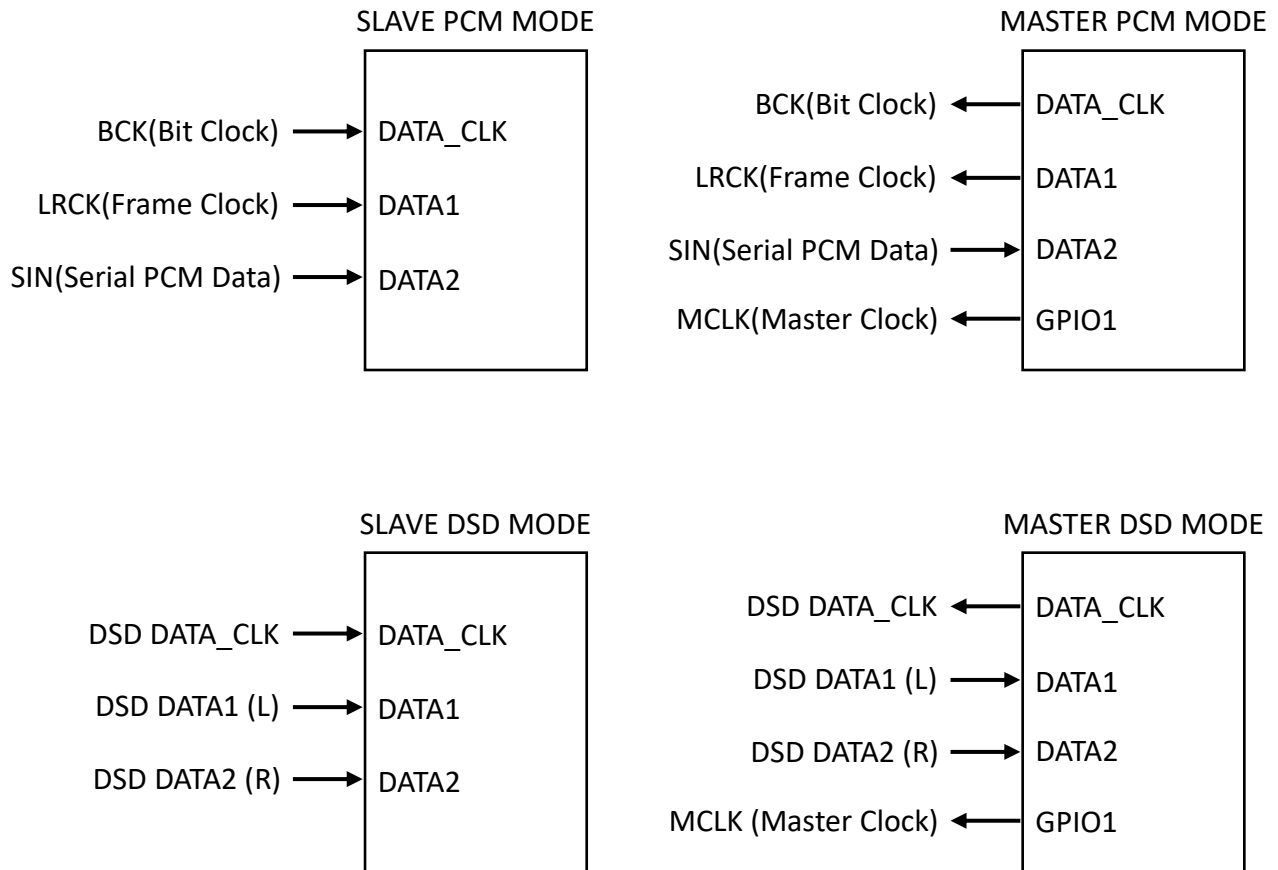 SLAVE PCM MODE
BCK(Bit Clock)
DATA_CLK
LRCK(Frame Clock)
DATA1
SIN(Serial PCM Data)
DATA2
MASTER PCM MODE
BCK(Bit Clock)
DATA_CLK
LRCK(Frame Clock)
DATA1
SIN(Serial PCM Data)
DATA2
MCLK(Master Clock)
GPIO1
SLAVE DSD MODE
DSD DATA_CLK
DATA_CLK
DSD DATA1 (L)
DATA1
DSD DATA2 (R)
DATA2
MASTER DSD MODE
DSD DATA_CLK
DATA_CLK
DSD DATA1 (L)
DATA1
DSD DATA2 (R)
DATA2
MCLK (Master Clock)
GPIO1